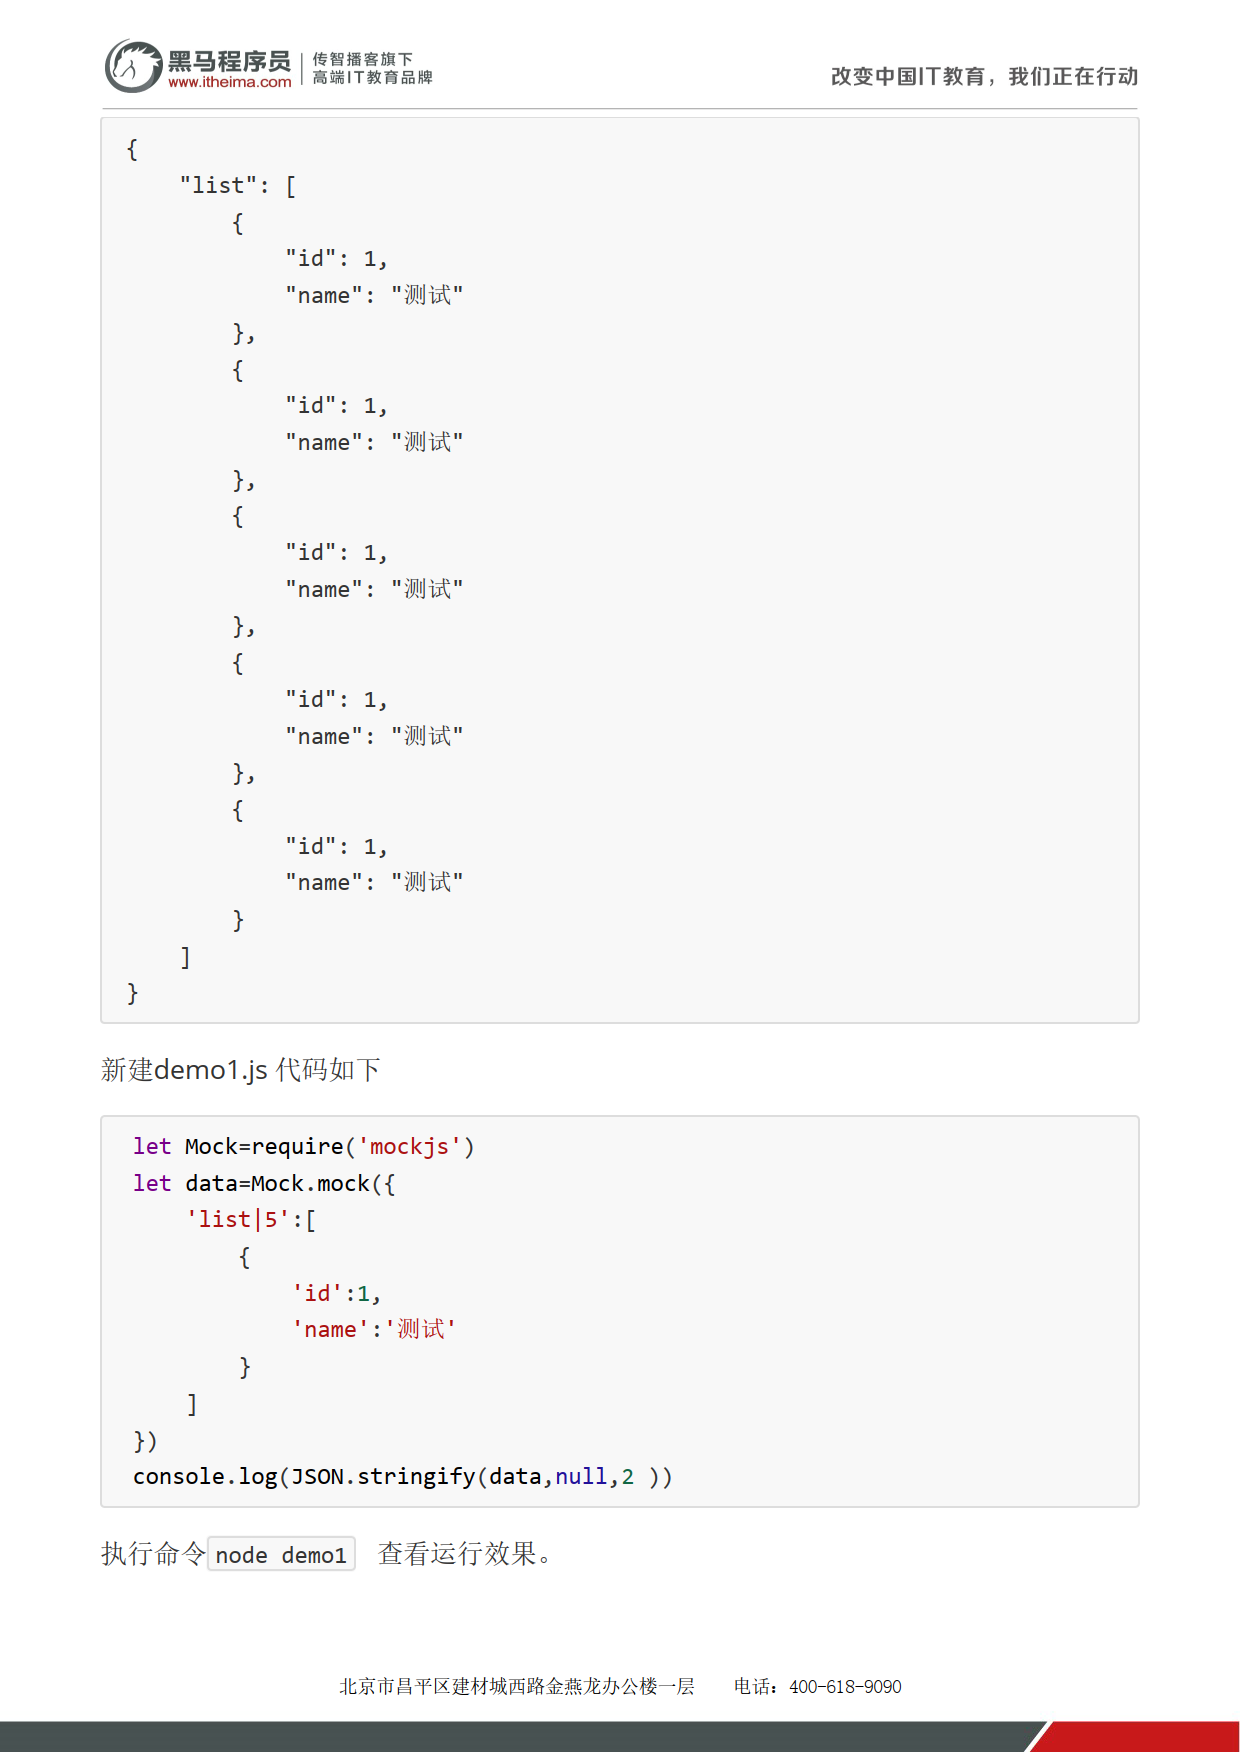 黑马程序员
www.itheima.com
传智播客旗下
高端IT教育品牌
改变中国IT教育，我们正在行动
{
    "list": [
        {
            "id": 1,
            "name": "测试"
        },
        {
            "id": 1,
            "name": "测试"
        },
        {
            "id": 1,
            "name": "测试"
        },
        {
            "id": 1,
            "name": "测试"
        },
        {
            "id": 1,
            "name": "测试"
        }
    ]
}
新建demo1.js 代码如下
let Mock=require('mockjs')
let data=Mock.mock({
    'list|5':[
        {
            'id':1,
            'name':'测试'
        }
    ]
})
console.log(JSON.stringify(data,null,2 ))
执行命令 node demo1 查看运行效果。
北京市昌平区建材城西路金燕龙办公楼一层 电话：400-618-9090